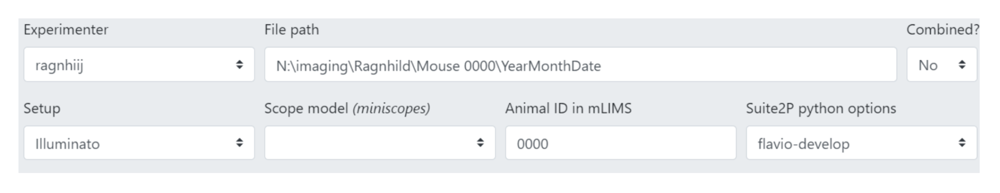 Experimenter File path Combined?
ragnhiij N:\imaging\Ragnhild\Mouse 0000\YearMonthDate No
Setup Scope model (miniscopes) Animal ID in mLIMS Suite2P python options
Illuminato 0000 flavio-develop